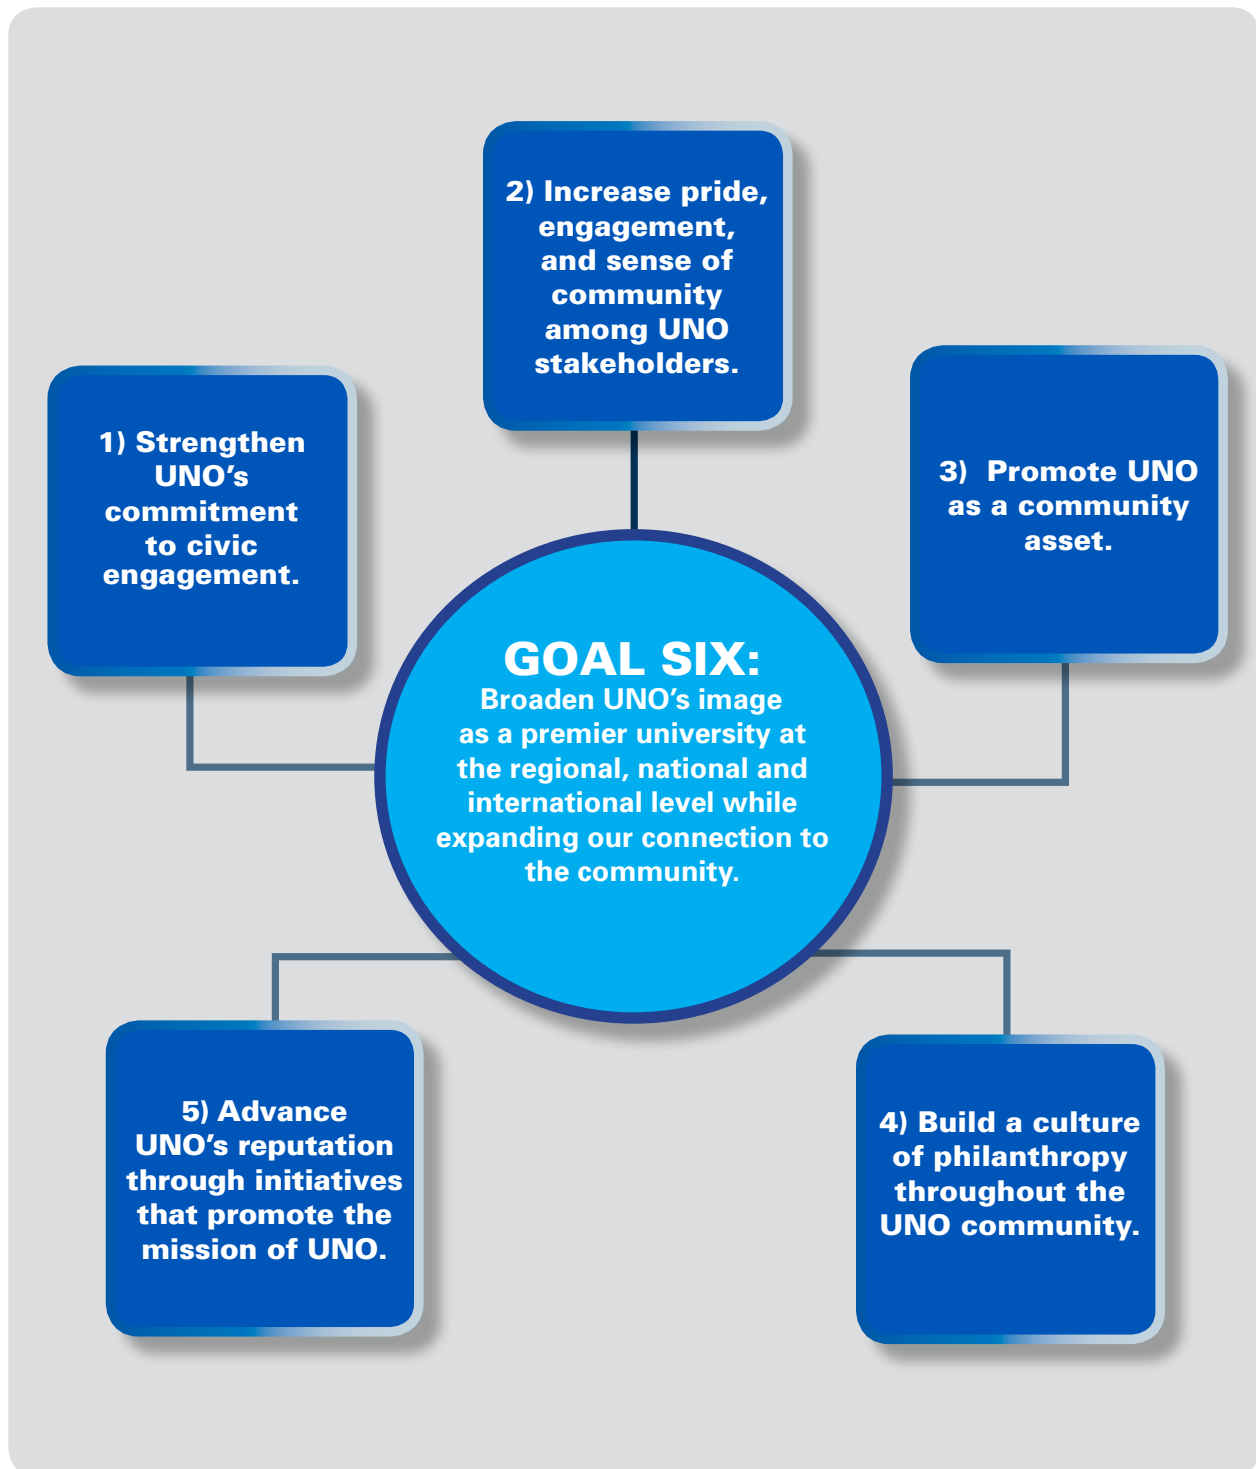 1) Strengthen
UNO’s
commitment
to civic
engagement.
2) Increase pride,
engagement,
and sense of
community
among UNO
stakeholders.
3)  Promote UNO
as a community
asset.
GOAL SIX:
Broaden UNO’s image
as a premier university at
the regional, national and
international level while
expanding our connection to
the community.
5) Advance
UNO’s reputation
through initiatives
that promote the
mission of UNO.
4) Build a culture
of philanthropy
throughout the
UNO community.